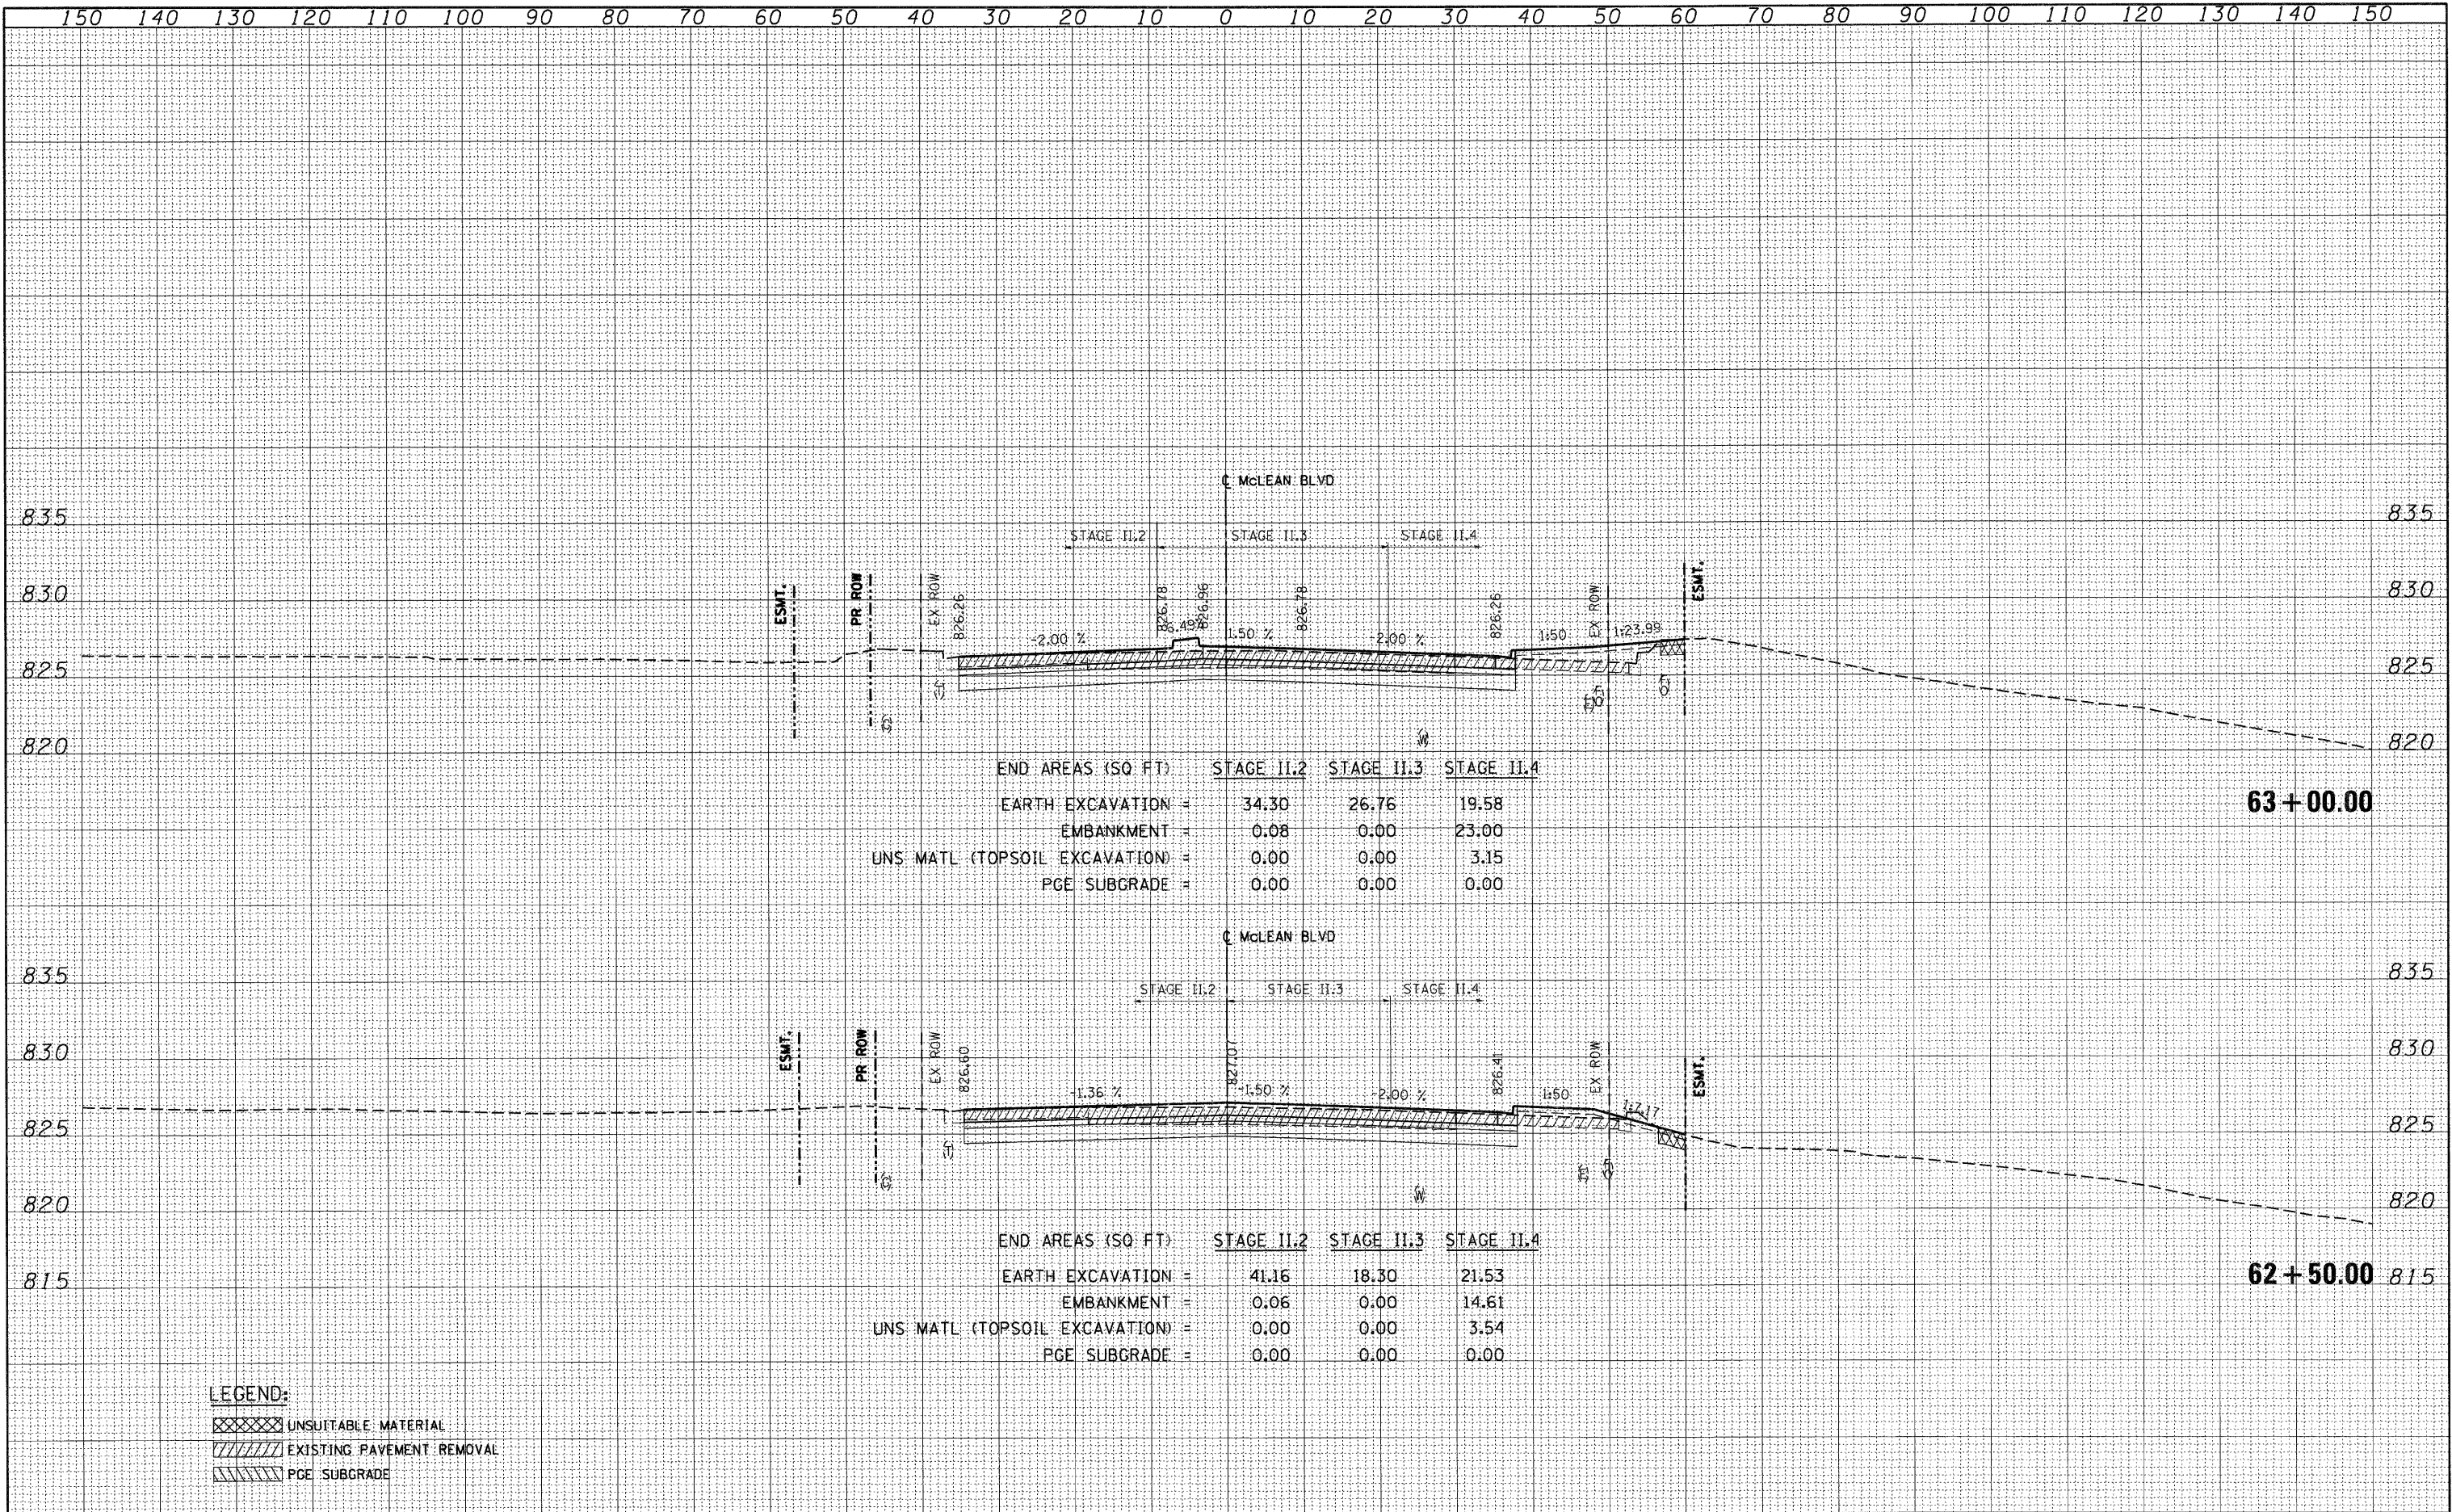 150 140 130 120 110 100 90 80 70 60 50 40 30 20 10 0 10 20 30 40 50 60 70 80 90 100 110 120 130 140 150
℄ McLEAN BLVD
835 835
STAGE II.2 STAGE II.3 STAGE II.4
830 830
ESMT. PR ROW EX ROW 826.26 826.78 826.96 826.78 826.26 EX ROW ESMT.
-2.00 % 1.50 % -2.00 % 1:50 1:23.99
825 825
(T) (E)
(G)
820 (W) 820
END AREAS (SQ FT) STAGE II.2 STAGE II.3 STAGE II.4
EARTH EXCAVATION = 34.30 26.76 19.58
63+00.00
EMBANKMENT = 0.08 0.00 23.00
UNS MATL (TOPSOIL EXCAVATION) = 0.00 0.00 3.15
PGE SUBGRADE = 0.00 0.00 0.00
℄ McLEAN BLVD
835 835
STAGE II.2 STAGE II.3 STAGE II.4
830 830
ESMT. PR ROW EX ROW 826.60 827.07 826.41 EX ROW ESMT.
-1.36 % -1.50 % -2.00 % 1:50 1:7.17
825 825
(T)
(G) (E)
820 (W) 820
END AREAS (SQ FT) STAGE II.2 STAGE II.3 STAGE II.4
815 EARTH EXCAVATION = 41.16 18.30 21.53 62+50.00 815
EMBANKMENT = 0.06 0.00 14.61
UNS MATL (TOPSOIL EXCAVATION) = 0.00 0.00 3.54
PGE SUBGRADE = 0.00 0.00 0.00
LEGEND:
UNSUITABLE MATERIAL
EXISTING PAVEMENT REMOVAL
PGE SUBGRADE